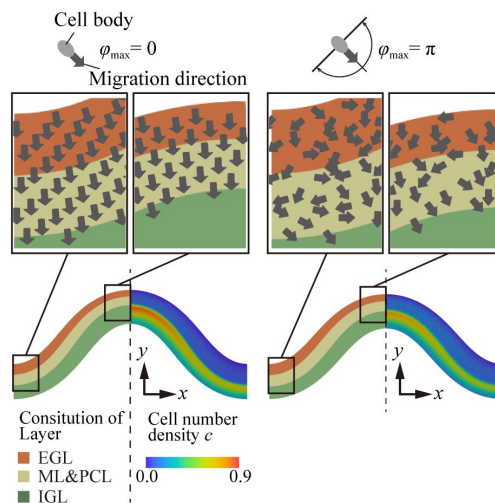 Cell body
φmax = 0
Migration direction
φmax = π
y
x
y
x
Consitution of
Layer
EGL
ML&PCL
IGL
Cell number
density c
0.0
0.9